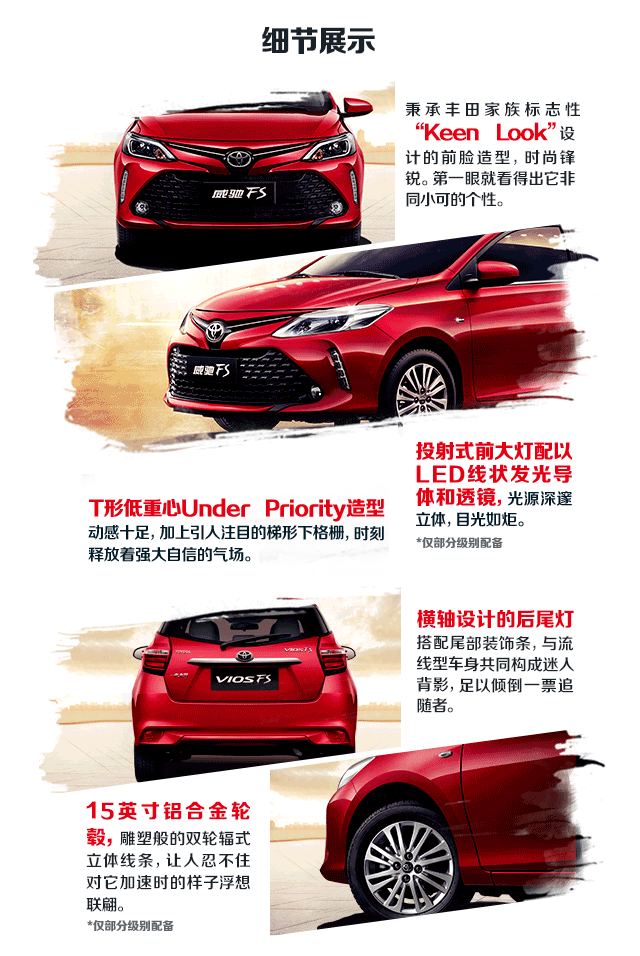 细节展示
秉承丰田家族标志性
“Keen Look”设
计的前脸造型，时尚锋
锐。第一眼就看得出它非
同小可的个性。
威驰FS
威驰FS
投射式前大灯配以
LED线状发光导
体和透镜，光源深邃
立体，目光如炬。
*仅部分级别配备
T形低重心Under Priority造型
动感十足，加上引人注目的梯形下格栅，时刻
释放着强大自信的气场。
横轴设计的后尾灯
搭配尾部装饰条，与流
线型车身共同构成迷人
背影，足以倾倒一票追
随者。
TOYOTA
VIOS FS
VIOS FS
15英寸铝合金轮
毂，雕塑般的双轮辐式
立体线条，让人忍不住
对它加速时的样子浮想
联翩。
*仅部分级别配备